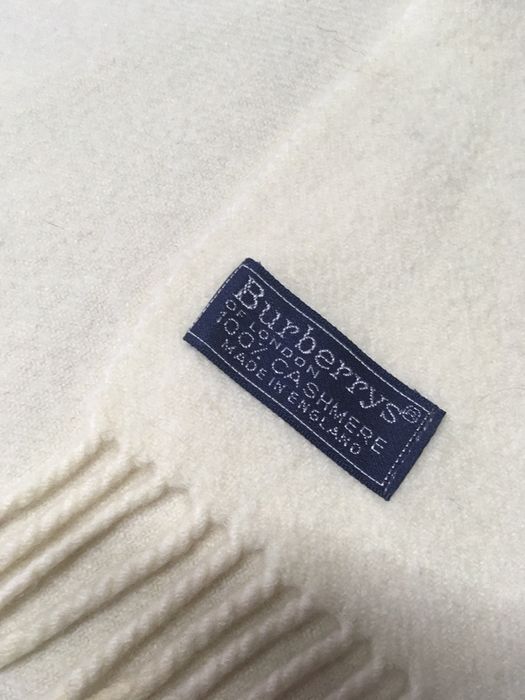 Burberrys®
OF LONDON
100% CASHMERE
MADE IN ENGLAND